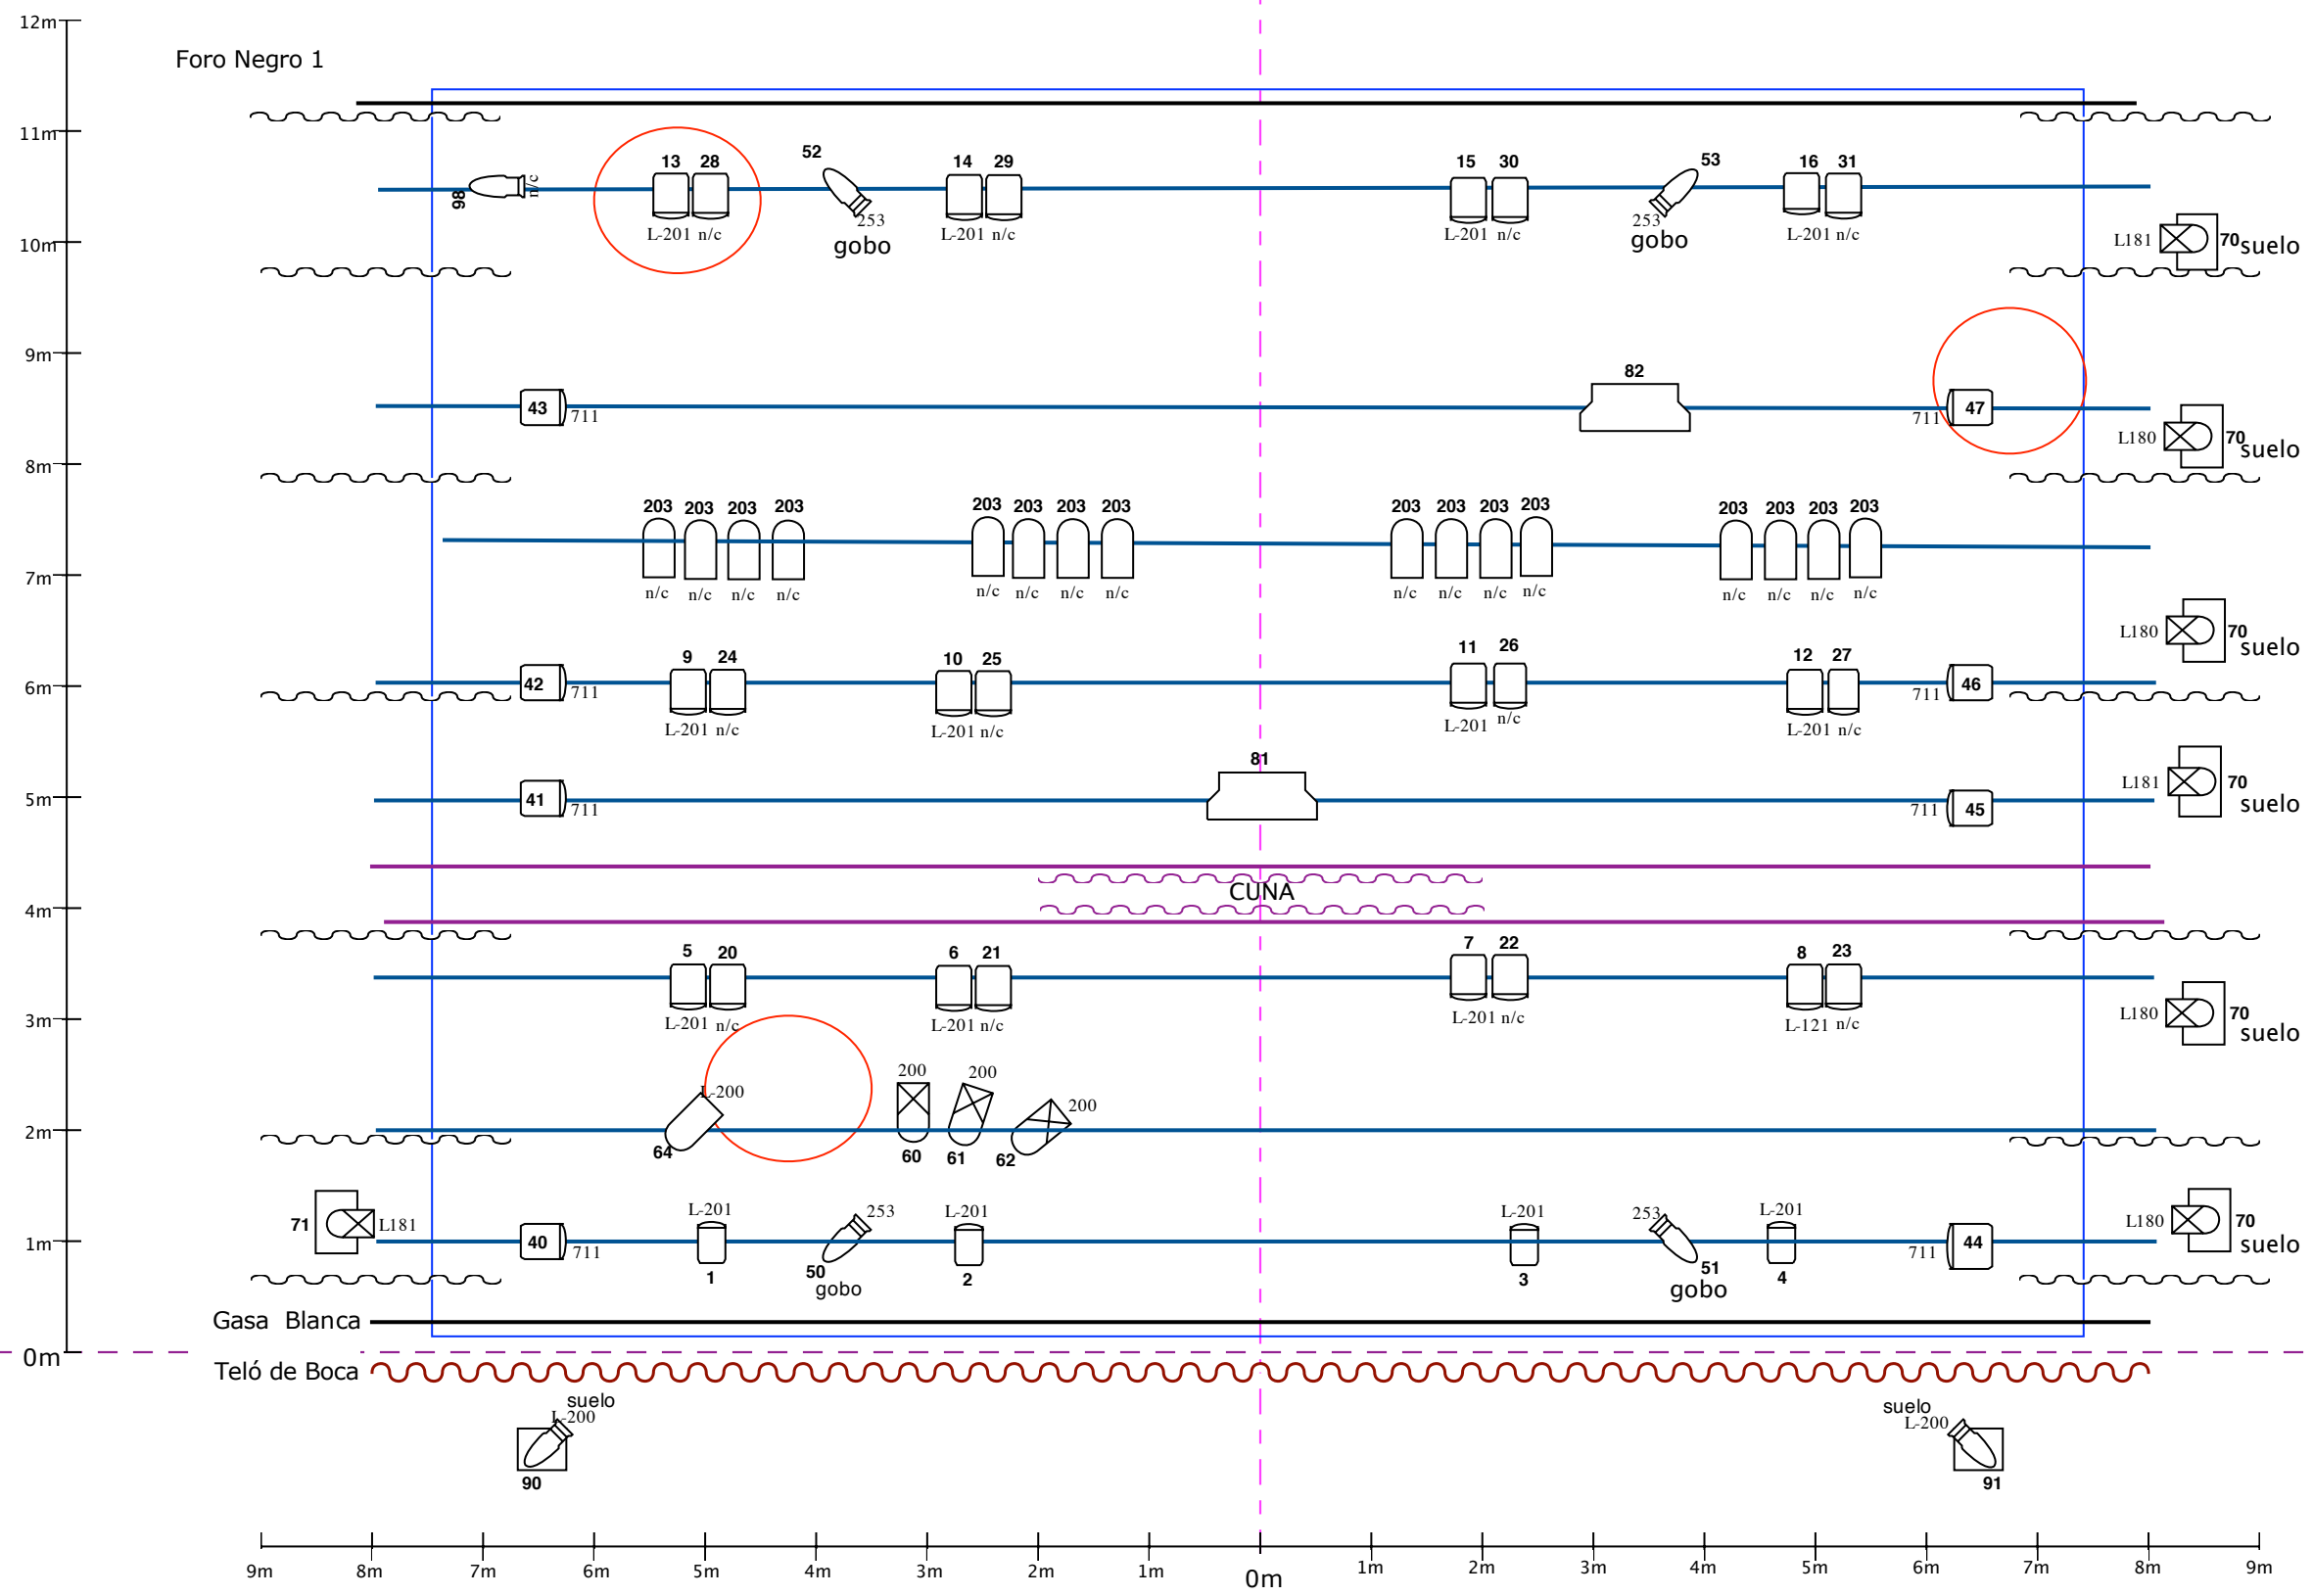 12m
Foro Negro 1
11m
13 28 52 14 29 15 30 53 16 31
98 n/c
L-201 n/c 253 L-201 n/c L-201 n/c 253 L-201 n/c
gobo gobo
10m
L181 70 suelo
9m
82
43 711 711 47
L180 70 suelo
8m
203 203 203 203 203 203 203 203 203 203 203 203 203 203 203 203
7m
n/c n/c n/c n/c n/c n/c n/c n/c n/c n/c n/c n/c n/c n/c n/c n/c
L180 70 suelo
9 24 10 25 11 26 12 27
6m
42 711 711 46
L-201 n/c L-201 n/c L-201 n/c L-201 n/c
81
L181 70 suelo
5m
41 711 711 45
CUNA
4m
5 20 6 21 7 22 8 23
L-201 n/c L-201 n/c L-201 n/c L-121 n/c
3m
L180 70 suelo
L-200 200 200 200
2m
64 60 61 62
71 L181 L-201 253 L-201 L-201 253 L-201 L180 70 suelo
1m
40 711 711 44
1 50 2 3 51 4
gobo gobo
Gasa Blanca
0m
Teló de Boca
suelo suelo
L-200 L-200
90 91
9m 8m 7m 6m 5m 4m 3m 2m 1m 0m 1m 2m 3m 4m 5m 6m 7m 8m 9m